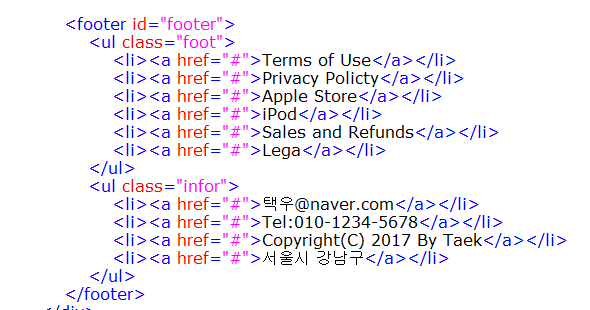 <footer id="footer">
<ul class="foot">
<li><a href="#">Terms of Use</a></li>
<li><a href="#">Privacy Policty</a></li>
<li><a href="#">Apple Store</a></li>
<li><a href="#">iPod</a></li>
<li><a href="#">Sales and Refunds</a></li>
<li><a href="#">Lega</a></li>
</ul>
<ul class="infor">
<li><a href="#">택우@naver.com</a></li>
<li><a href="#">Tel:010-1234-5678</a></li>
<li><a href="#">Copyright(C) 2017 By Taek</a></li>
<li><a href="#">서울시 강남구</a></li>
</ul>
</footer>